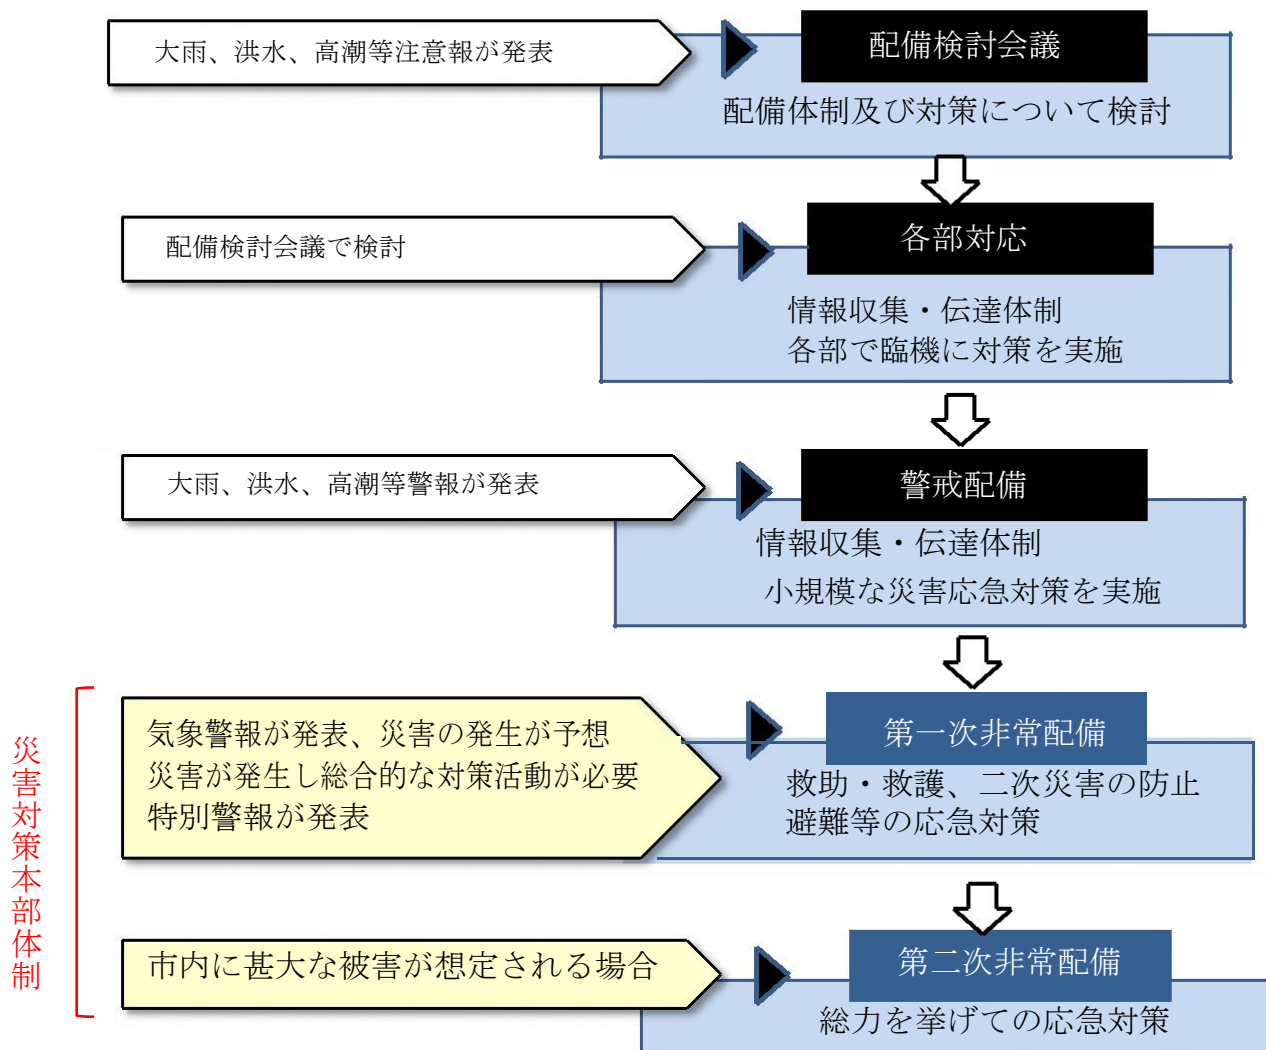 大雨、洪水、高潮等注意報が発表
配備検討会議
配備体制及び対策について検討
配備検討会議で検討
各部対応
情報収集・伝達体制
各部で臨機に対策を実施
大雨、洪水、高潮等警報が発表
警戒配備
情報収集・伝達体制
小規模な災害応急対策を実施
災害対策本部体制
気象警報が発表、災害の発生が予想
災害が発生し総合的な対策活動が必要
特別警報が発表
第一次非常配備
救助・救護、二次災害の防止
避難等の応急対策
市内に甚大な被害が想定される場合
第二次非常配備
総力を挙げての応急対策